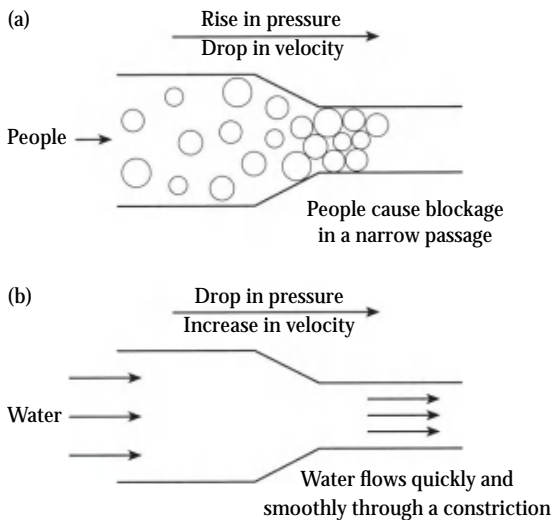 (a)
Rise in pressure
Drop in velocity
People
People cause blockage
in a narrow passage
(b)
Drop in pressure
Increase in velocity
Water
Water flows quickly and
smoothly through a constriction